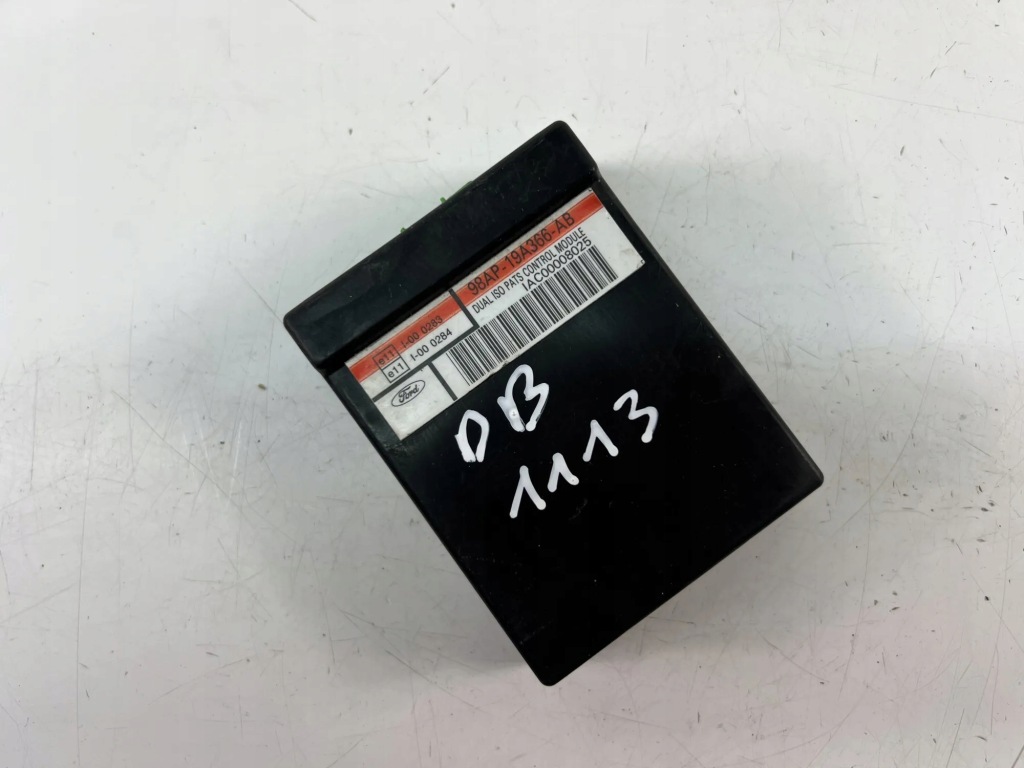 e11 I-00 0283
e11 I-00 0284
Ford
98AP-19A366-AB
DUAL ISO PATS CONTROL MODULE
IAC00008025
DB
1113